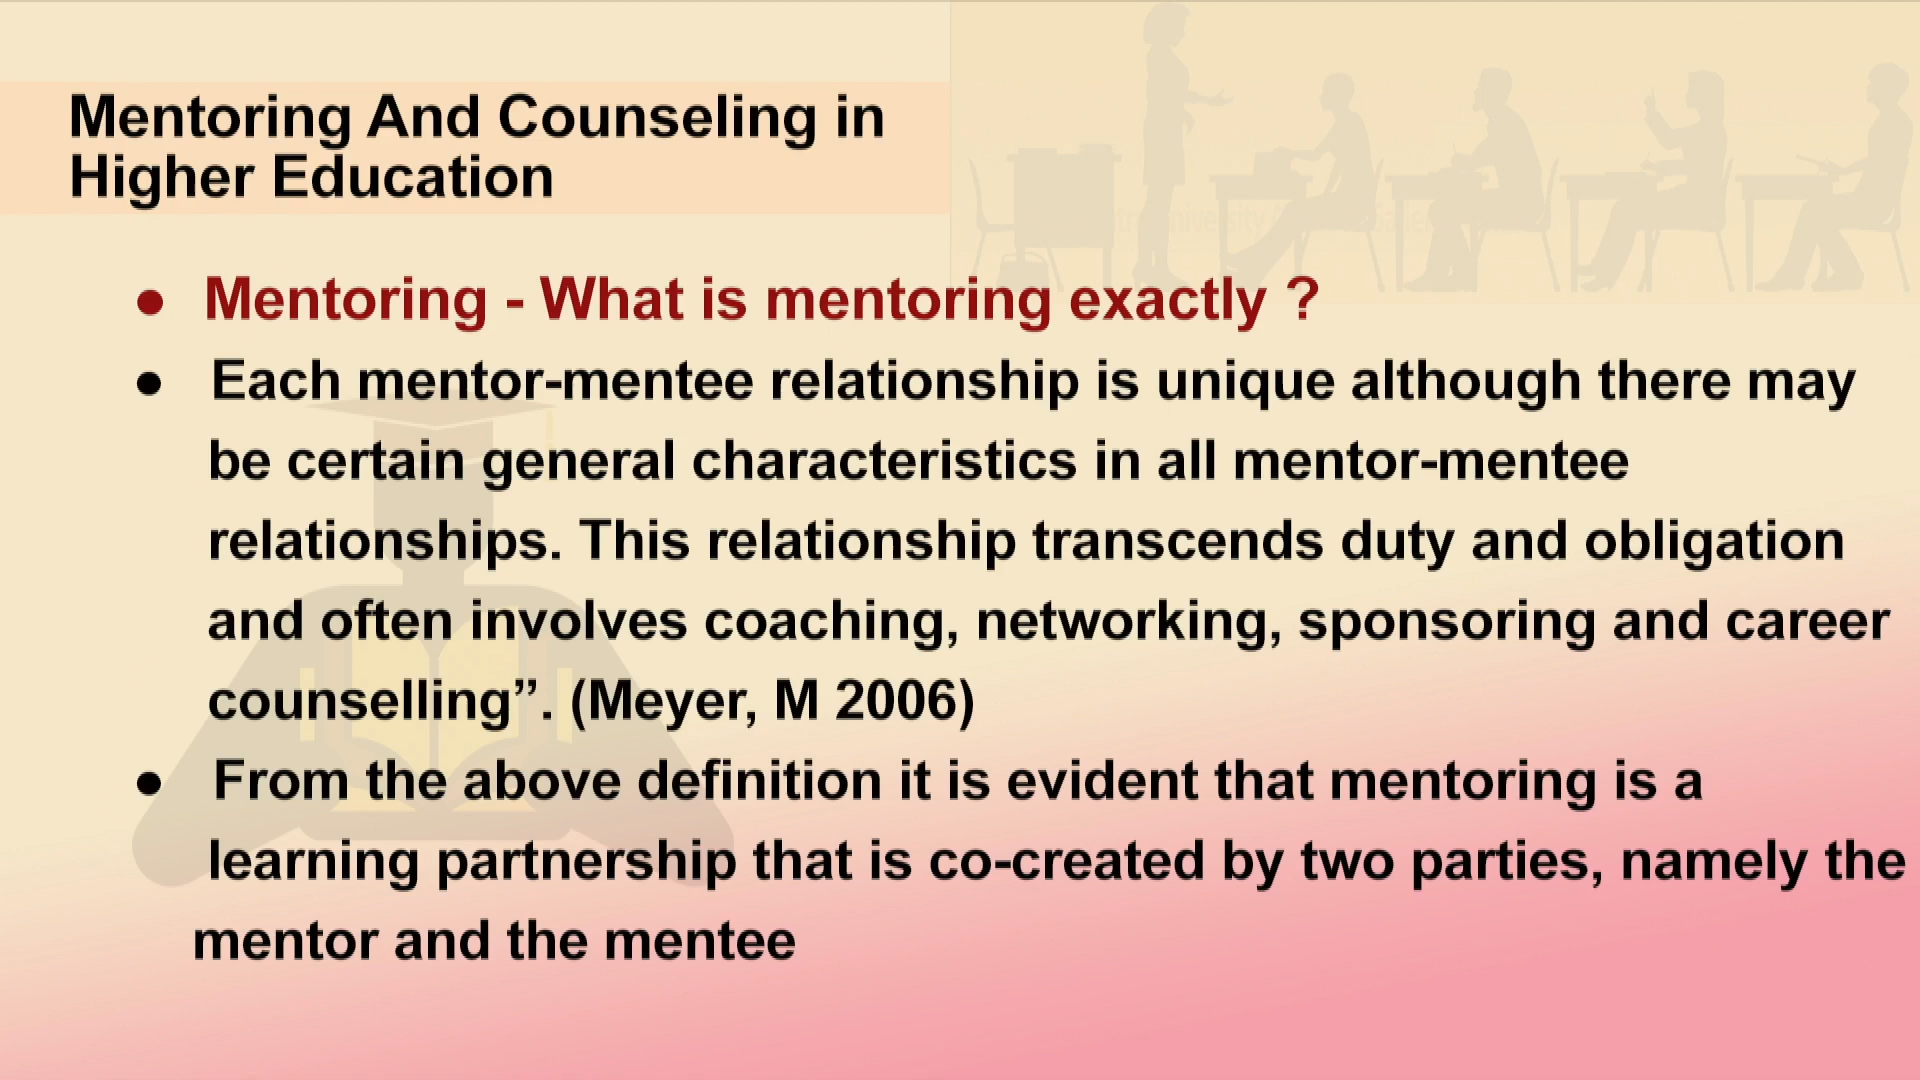 Mentoring And Counseling in
Higher Education
● Mentoring - What is mentoring exactly ?
● Each mentor-mentee relationship is unique although there may
be certain general characteristics in all mentor-mentee
relationships. This relationship transcends duty and obligation
and often involves coaching, networking, sponsoring and career
counselling”. (Meyer, M 2006)
● From the above definition it is evident that mentoring is a
learning partnership that is co-created by two parties, namely the
mentor and the mentee